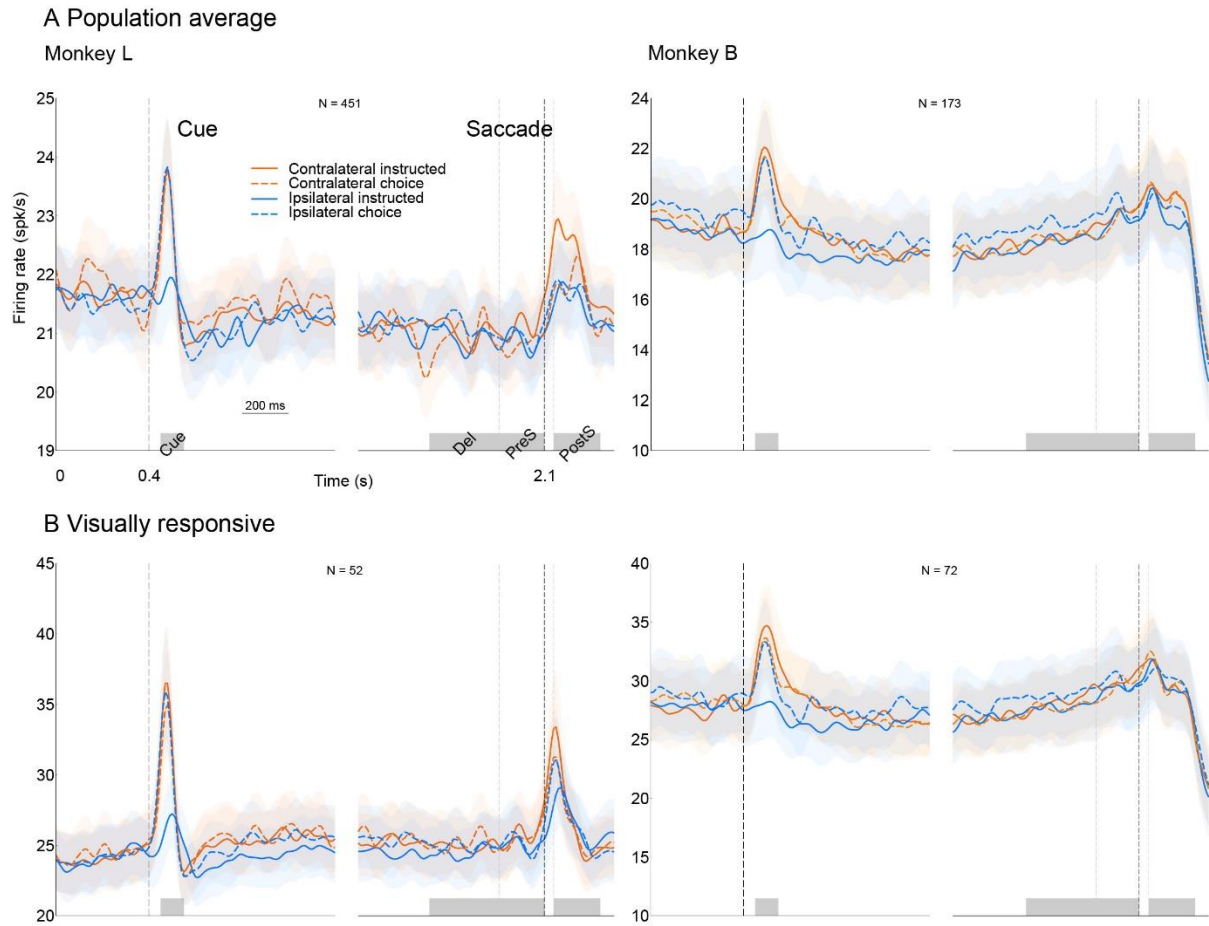 A Population average
Monkey L
Monkey B
N = 451
Cue
Saccade
Contralateral instructed
Contralateral choice
Ipsilateral instructed
Ipsilateral choice
Firing rate (spk/s)
25
24
23
22
21
20
19
200 ms
Cue
Del
PreS
PostS
0
0.4
Time (s)
2.1
N = 173
24
22
20
18
16
14
12
10
B Visually responsive
N = 52
45
40
35
30
25
20
N = 72
40
35
30
25
20
15
10